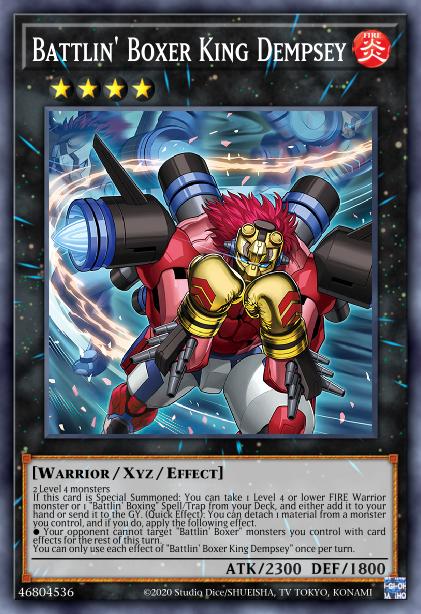 BATTLIN' BOXER KING DEMPSEY
FIRE
炎
[WARRIOR / XYZ / EFFECT]
2 Level 4 monsters
If this card is Special Summoned: You can take 1 Level 4 or lower FIRE Warrior
monster or 1 "Battlin' Boxing" Spell/Trap from your Deck, and either add it to your
hand or send it to the GY. (Quick Effect): You can detach 1 material from a monster
you control, and if you do, apply the following effect.
● Your opponent cannot target "Battlin' Boxer" monsters you control with card
effects for the rest of this turn.
You can only use each effect of "Battlin' Boxer King Dempsey" once per turn.
ATK/2300 DEF/1800
46804536
©2020 Studio Dice/SHUEISHA, TV TOKYO, KONAMI